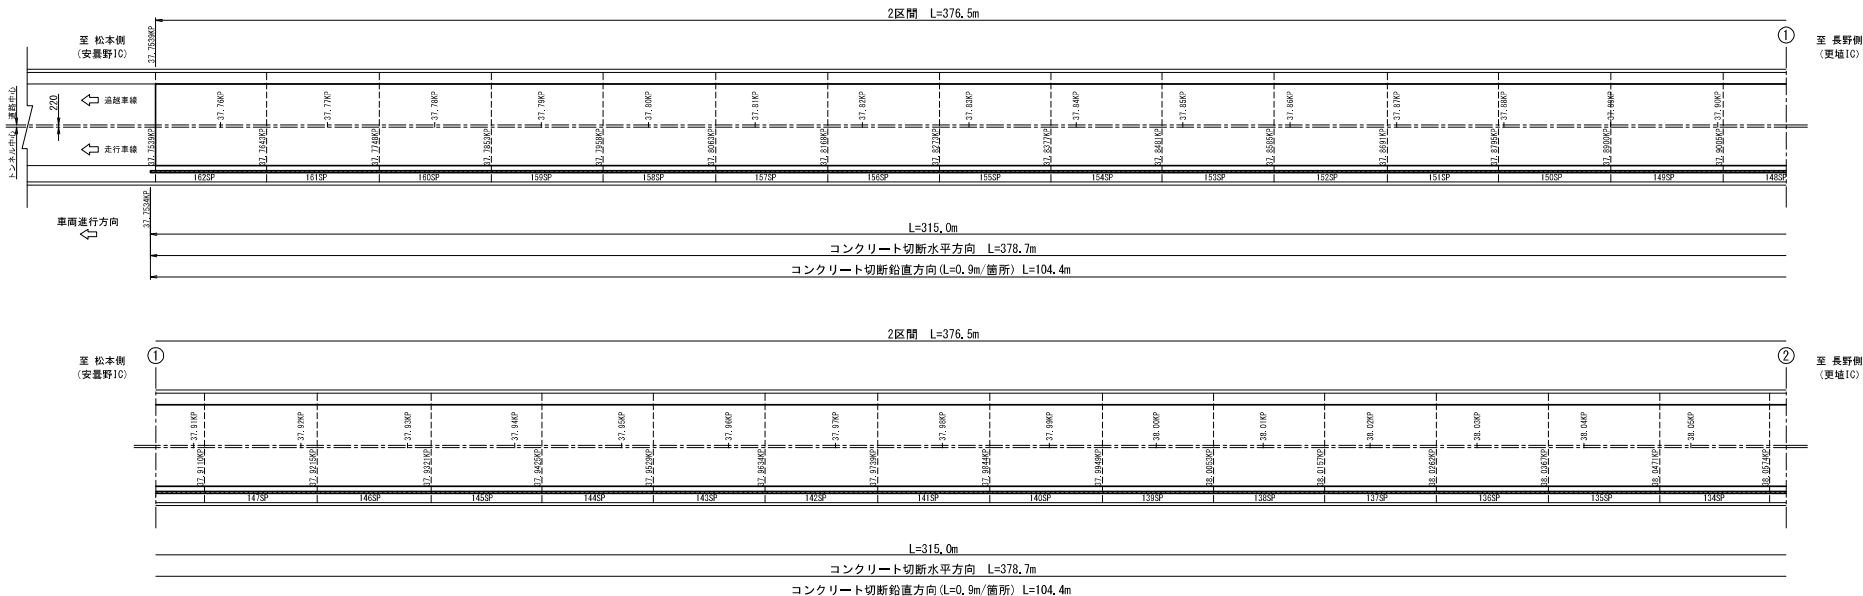 2区間 L=376.5m
至 松本側
(安曇野IC)
37.7539KP
①
至 長野側
(更埴IC)
道路中心
トンネル中心
220
追越車線
走行車線
37.76KP
37.77KP
37.78KP
37.79KP
37.80KP
37.81KP
37.82KP
37.83KP
37.84KP
37.85KP
37.86KP
37.87KP
37.88KP
37.89KP
37.90KP
37.7539KP
37.7643KP
37.7748KP
37.7853KP
37.7958KP
37.8063KP
37.8168KP
37.8272KP
37.8377KP
37.8481KP
37.8585KP
37.8691KP
37.8795KP
37.8900KP
37.9005KP
162SP
161SP
160SP
159SP
158SP
157SP
156SP
155SP
154SP
153SP
152SP
151SP
150SP
149SP
148SP
37.7534KP
車両進行方向
L=315.0m
コンクリート切断水平方向 L=378.7m
コンクリート切断鉛直方向(L=0.9m/箇所) L=104.4m
2区間 L=376.5m
至 松本側
(安曇野IC)
①
②
至 長野側
(更埴IC)
37.91KP
37.92KP
37.93KP
37.94KP
37.95KP
37.96KP
37.97KP
37.98KP
37.99KP
38.00KP
38.01KP
38.02KP
38.03KP
38.04KP
38.05KP
37.9110KP
37.9215KP
37.9321KP
37.9425KP
37.9529KP
37.9634KP
37.9739KP
37.9844KP
37.9949KP
38.0053KP
38.0157KP
38.0262KP
38.0367KP
38.0471KP
38.0574KP
147SP
146SP
145SP
144SP
143SP
142SP
141SP
140SP
139SP
138SP
137SP
136SP
135SP
134SP
L=315.0m
コンクリート切断水平方向 L=378.7m
コンクリート切断鉛直方向(L=0.9m/箇所) L=104.4m